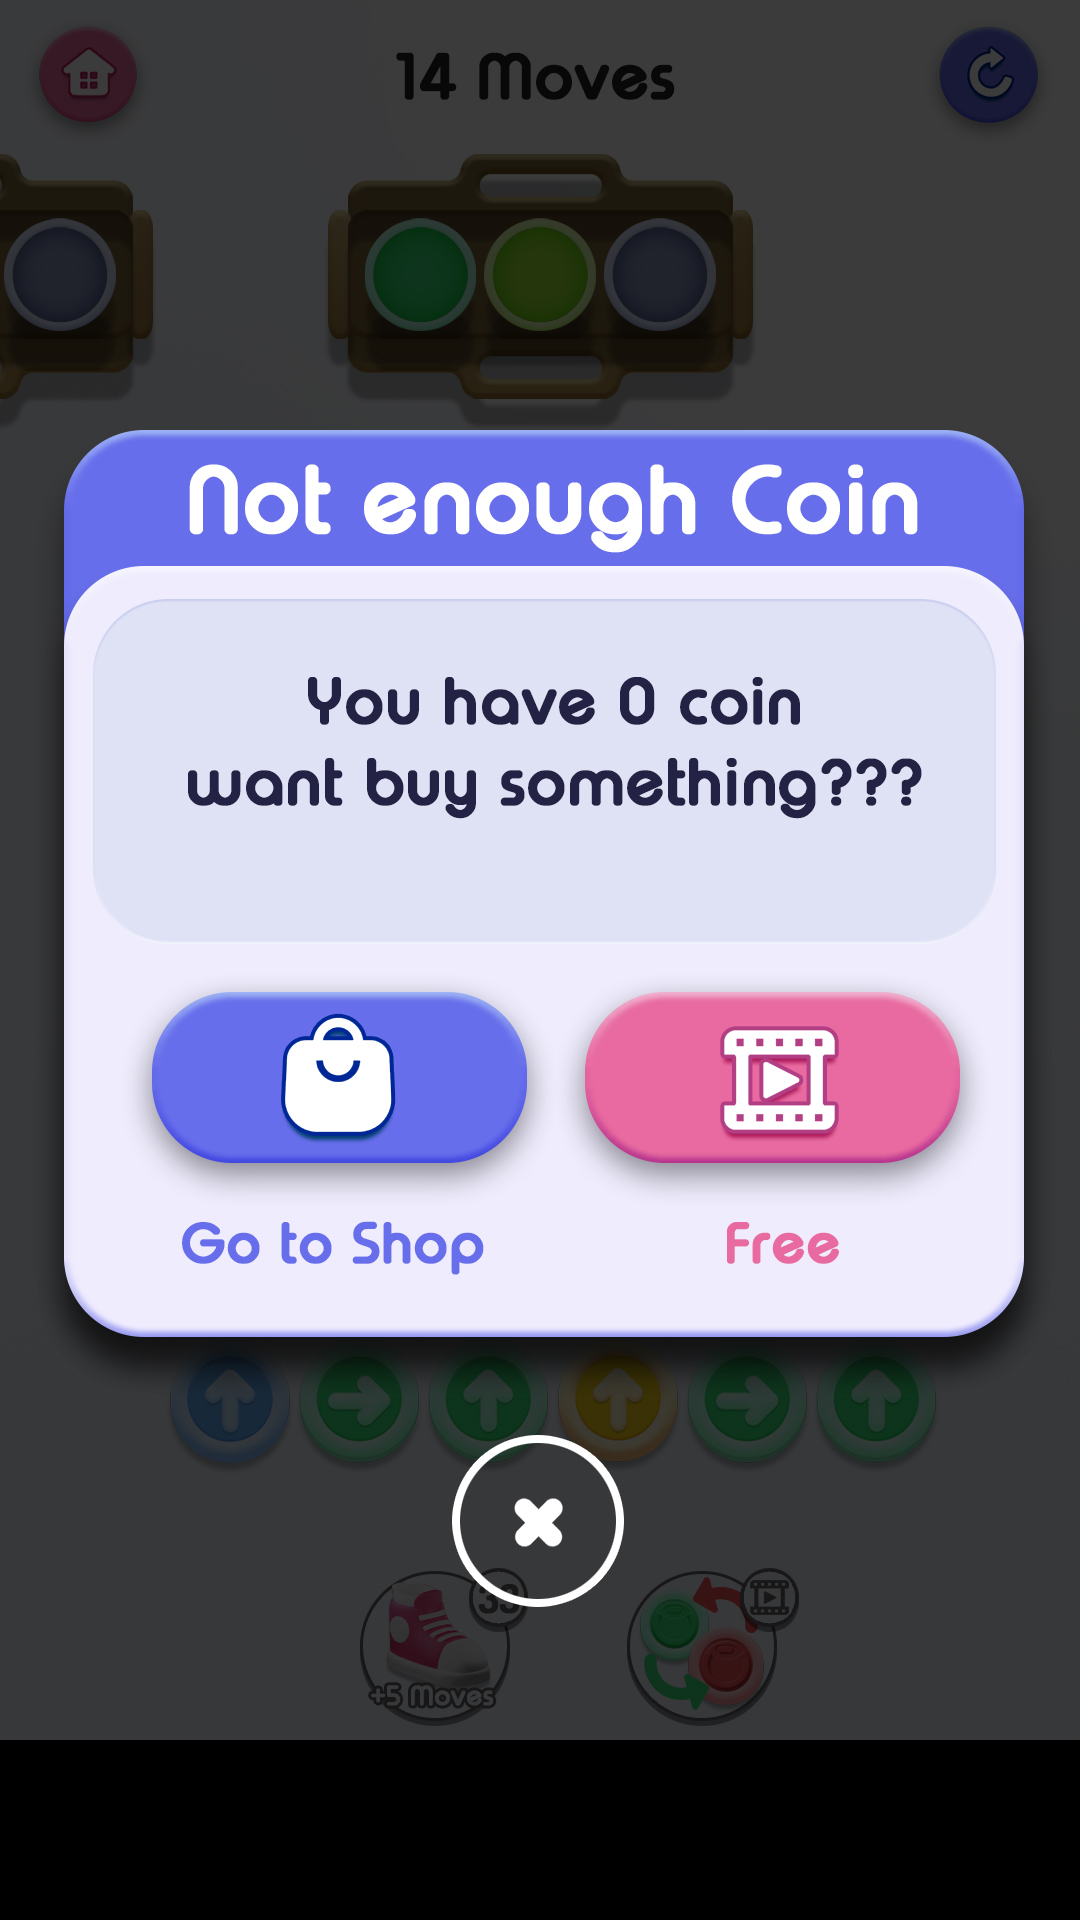 14 Moves
Not enough Coin
You have 0 coin
want buy something???
Go to Shop
Free
33
+5 Moves